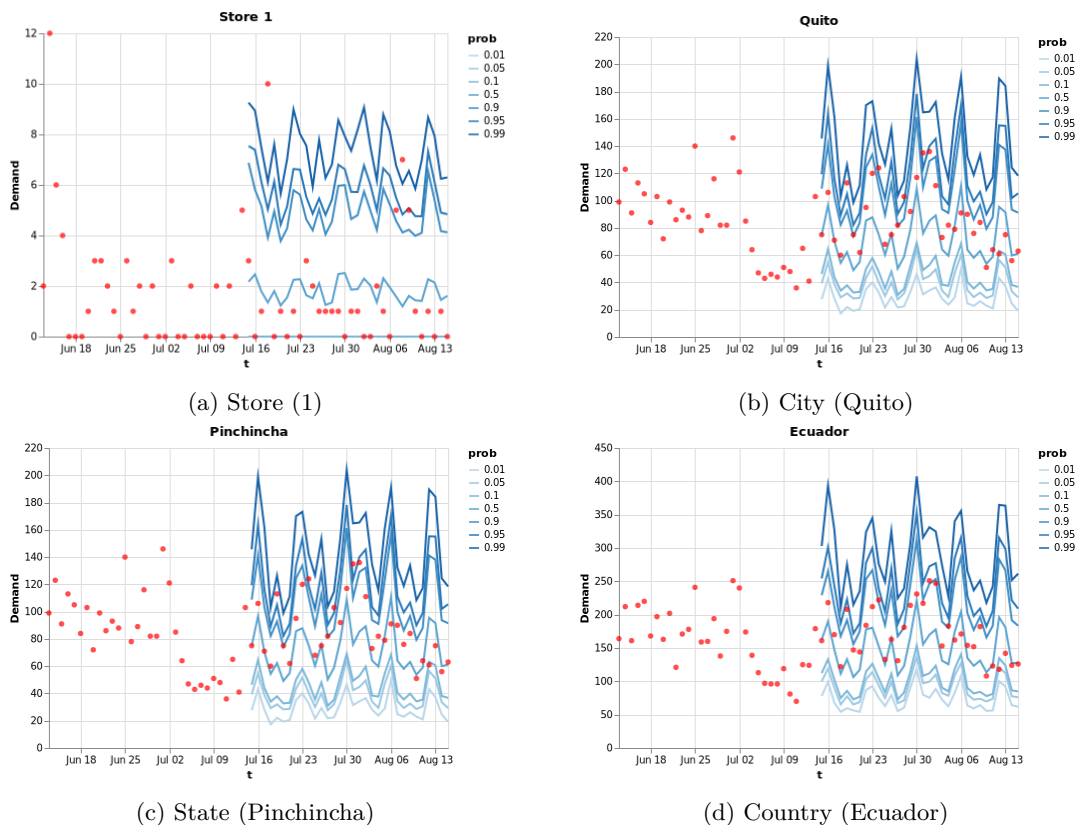 Store 1
prob
0.01
0.05
0.1
0.5
0.9
0.95
0.99
12
10
8
6
4
2
0
Demand
Jun 18 Jun 25 Jul 02 Jul 09 Jul 16 Jul 23 Jul 30 Aug 06 Aug 13
t
(a) Store (1)
Quito
prob
0.01
0.05
0.1
0.5
0.9
0.95
0.99
220
200
180
160
140
120
100
80
60
40
20
0
Demand
Jun 18 Jun 25 Jul 02 Jul 09 Jul 16 Jul 23 Jul 30 Aug 06 Aug 13
t
(b) City (Quito)
Pinchincha
prob
0.01
0.05
0.1
0.5
0.9
0.95
0.99
220
200
180
160
140
120
100
80
60
40
20
0
Demand
Jun 18 Jun 25 Jul 02 Jul 09 Jul 16 Jul 23 Jul 30 Aug 06 Aug 13
t
(c) State (Pinchincha)
Ecuador
prob
0.01
0.05
0.1
0.5
0.9
0.95
0.99
450
400
350
300
250
200
150
100
50
0
Demand
Jun 18 Jun 25 Jul 02 Jul 09 Jul 16 Jul 23 Jul 30 Aug 06 Aug 13
t
(d) Country (Ecuador)